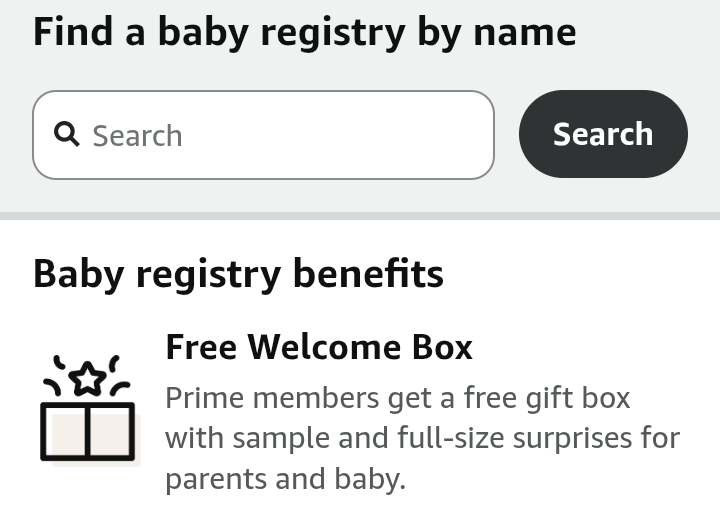 Find a baby registry by name
Search
Search
Baby registry benefits
Free Welcome Box
Prime members get a free gift box
with sample and full-size surprises for
parents and baby.